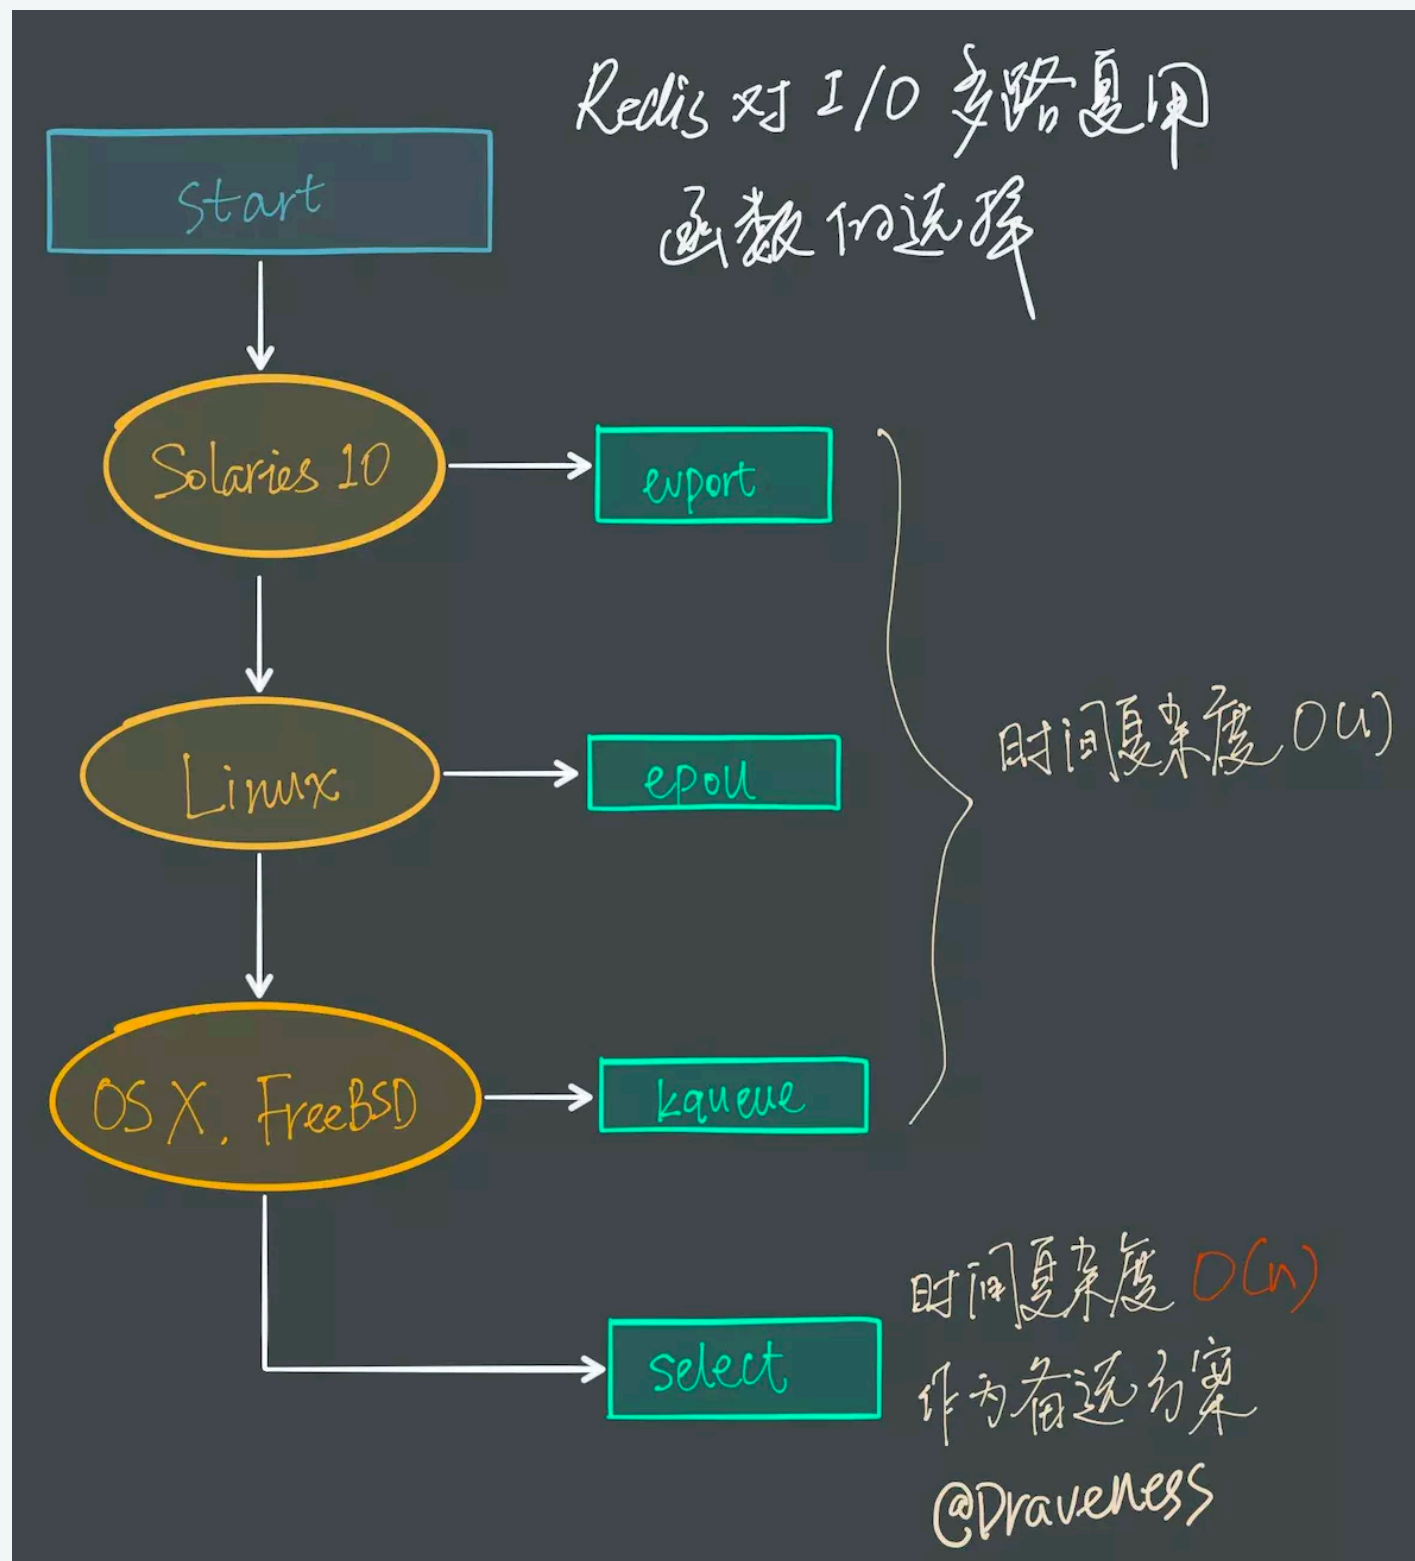 Redis 对 I/O 多路复用
函数的选择
Start
Solaries 10
evport
Linux
epoll
时间复杂度 O(1)
OS X, FreeBSD
kqueue
select
时间复杂度 O(n)
作为备选方案
@Draveness